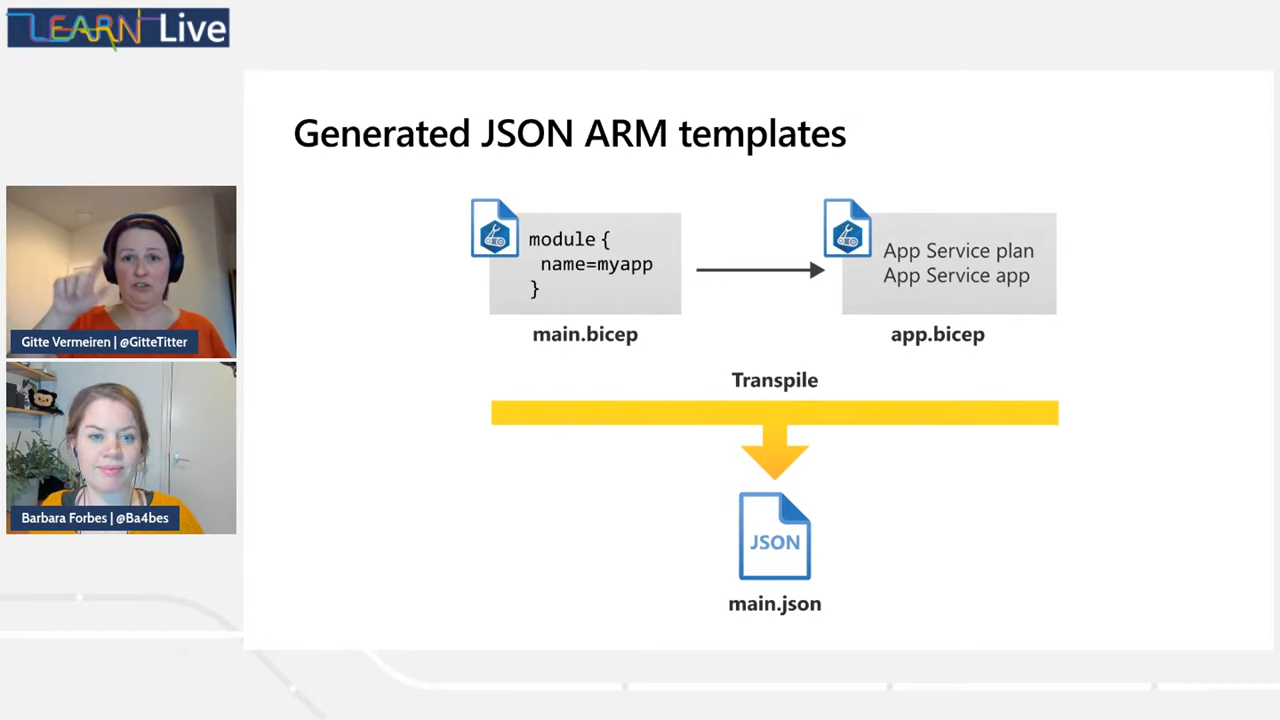 LEARN Live
Generated JSON ARM templates
module {
name=myapp
}
main.bicep
App Service plan
App Service app
app.bicep
Transpile
JSON
main.json
Gitte Vermeiren | @GitteTitter
Barbara Forbes | @Ba4bes